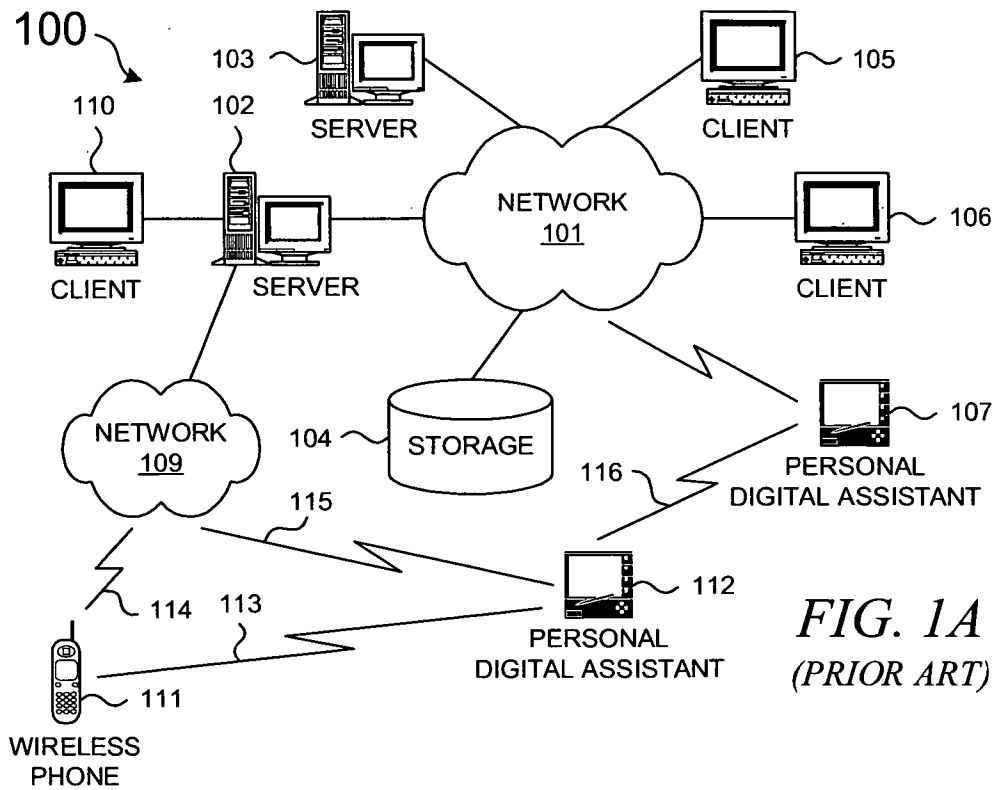 100
103
SERVER
105
CLIENT
110
102
CLIENT
SERVER
NETWORK
101
106
CLIENT
NETWORK
109
104
STORAGE
107
PERSONAL
DIGITAL ASSISTANT
116
115
112
PERSONAL
DIGITAL ASSISTANT
114
113
111
WIRELESS
PHONE
FIG. 1A
(PRIOR ART)